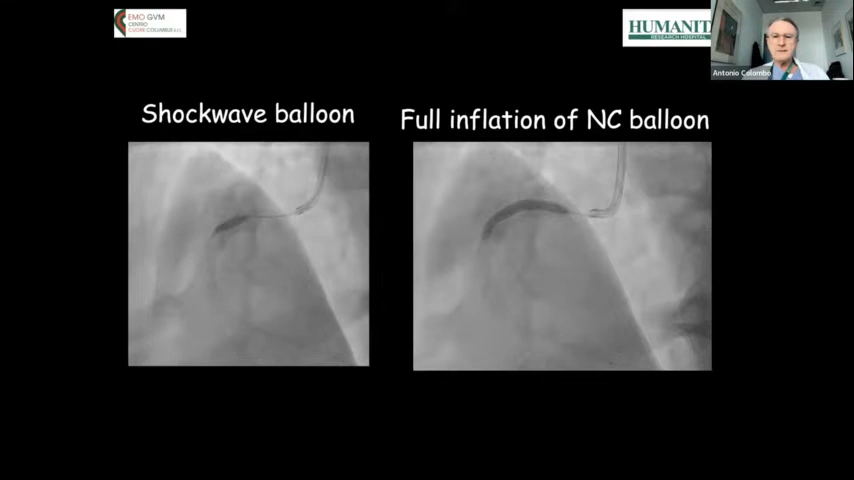 EMO GVM
CENTRO
CUORE COLUMBUS s.r.l.
HUMANIT
RESEARCH HOSPITAL
Antonio Colombo
Shockwave balloon
Full inflation of NC balloon